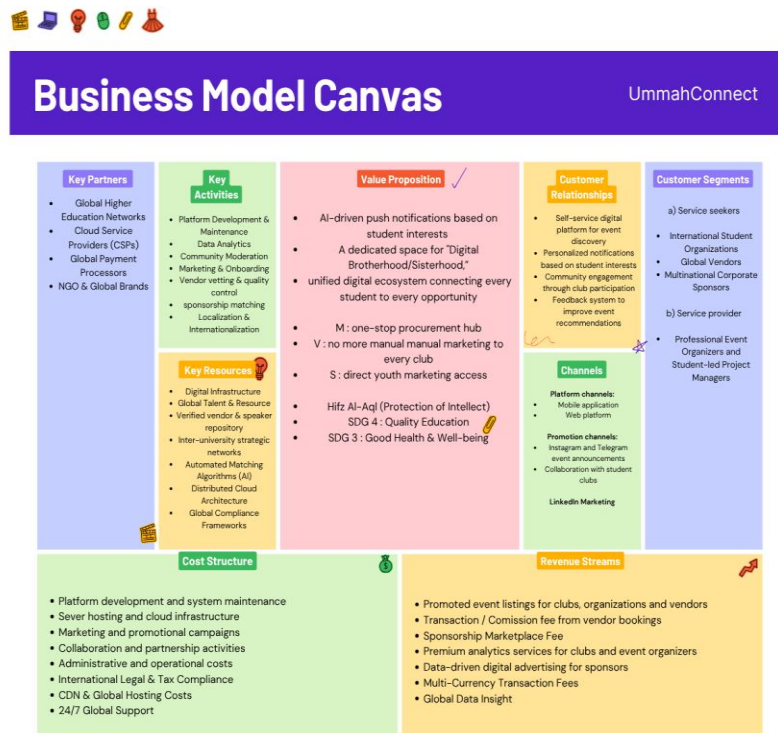 Business Model Canvas
UmmahConnect
Key Partners
• Global Higher
Education Networks
• Cloud Service
Providers (CSPs)
• Global Payment
Processors
• NGO & Global Brands
Key
Activities
• Platform Development &
Maintenance
• Data Analytics
• Community Moderation
• Marketing & Onboarding
• Vendor vetting & quality
control
• sponsorship matching
• Localization &
Internationalization
Key Resources
• Digital Infrastructure
• Global Talent & Resource
• Verified vendor & speaker
repository
• Inter-university strategic
networks
• Automated Matching
Algorithms (AI)
• Distributed Cloud
Architecture
• Global Compliance
Frameworks
Value Proposition
• AI-driven push notifications based on
student interests
• A dedicated space for "Digital
Brotherhood/Sisterhood,"
• unified digital ecosystem connecting every
student to every opportunity
• M : one-stop procurement hub
• V : no more manual manual marketing to
every club
• S : direct youth marketing access
• Hifz Al-Aql (Protection of Intellect)
• SDG 4 : Quality Education
• SDG 3 : Good Health & Well-being
Customer
Relationships
• Self-service digital
platform for event
discovery
• Personalized notifications
based on student interests
• Community engagement
through club participation
• Feedback system to
improve event
recommendations
Channels
Platform channels:
• Mobile application
• Web platform
Promotion channels:
• Instagram and Telegram
event announcements
• Collaboration with student
clubs
LinkedIn Marketing
Customer Segments
a) Service seekers
• International Student
Organizations
• Global Vendors
• Multinational Corporate
Sponsors
b) Service provider
• Professional Event
Organizers and
Student-led Project
Managers
Cost Structure
• Platform development and system maintenance
• Sever hosting and cloud infrastructure
• Marketing and promotional campaigns
• Collaboration and partnership activities
• Administrative and operational costs
• International Legal & Tax Compliance
• CDN & Global Hosting Costs
• 24/7 Global Support
Revenue Streams
• Promoted event listings for clubs, organizations and vendors
• Transaction / Comission fee from vendor bookings
• Sponsorship Marketplace Fee
• Premium analytics services for clubs and event organizers
• Data-driven digital advertising for sponsors
• Multi-Currency Transaction Fees
• Global Data Insight